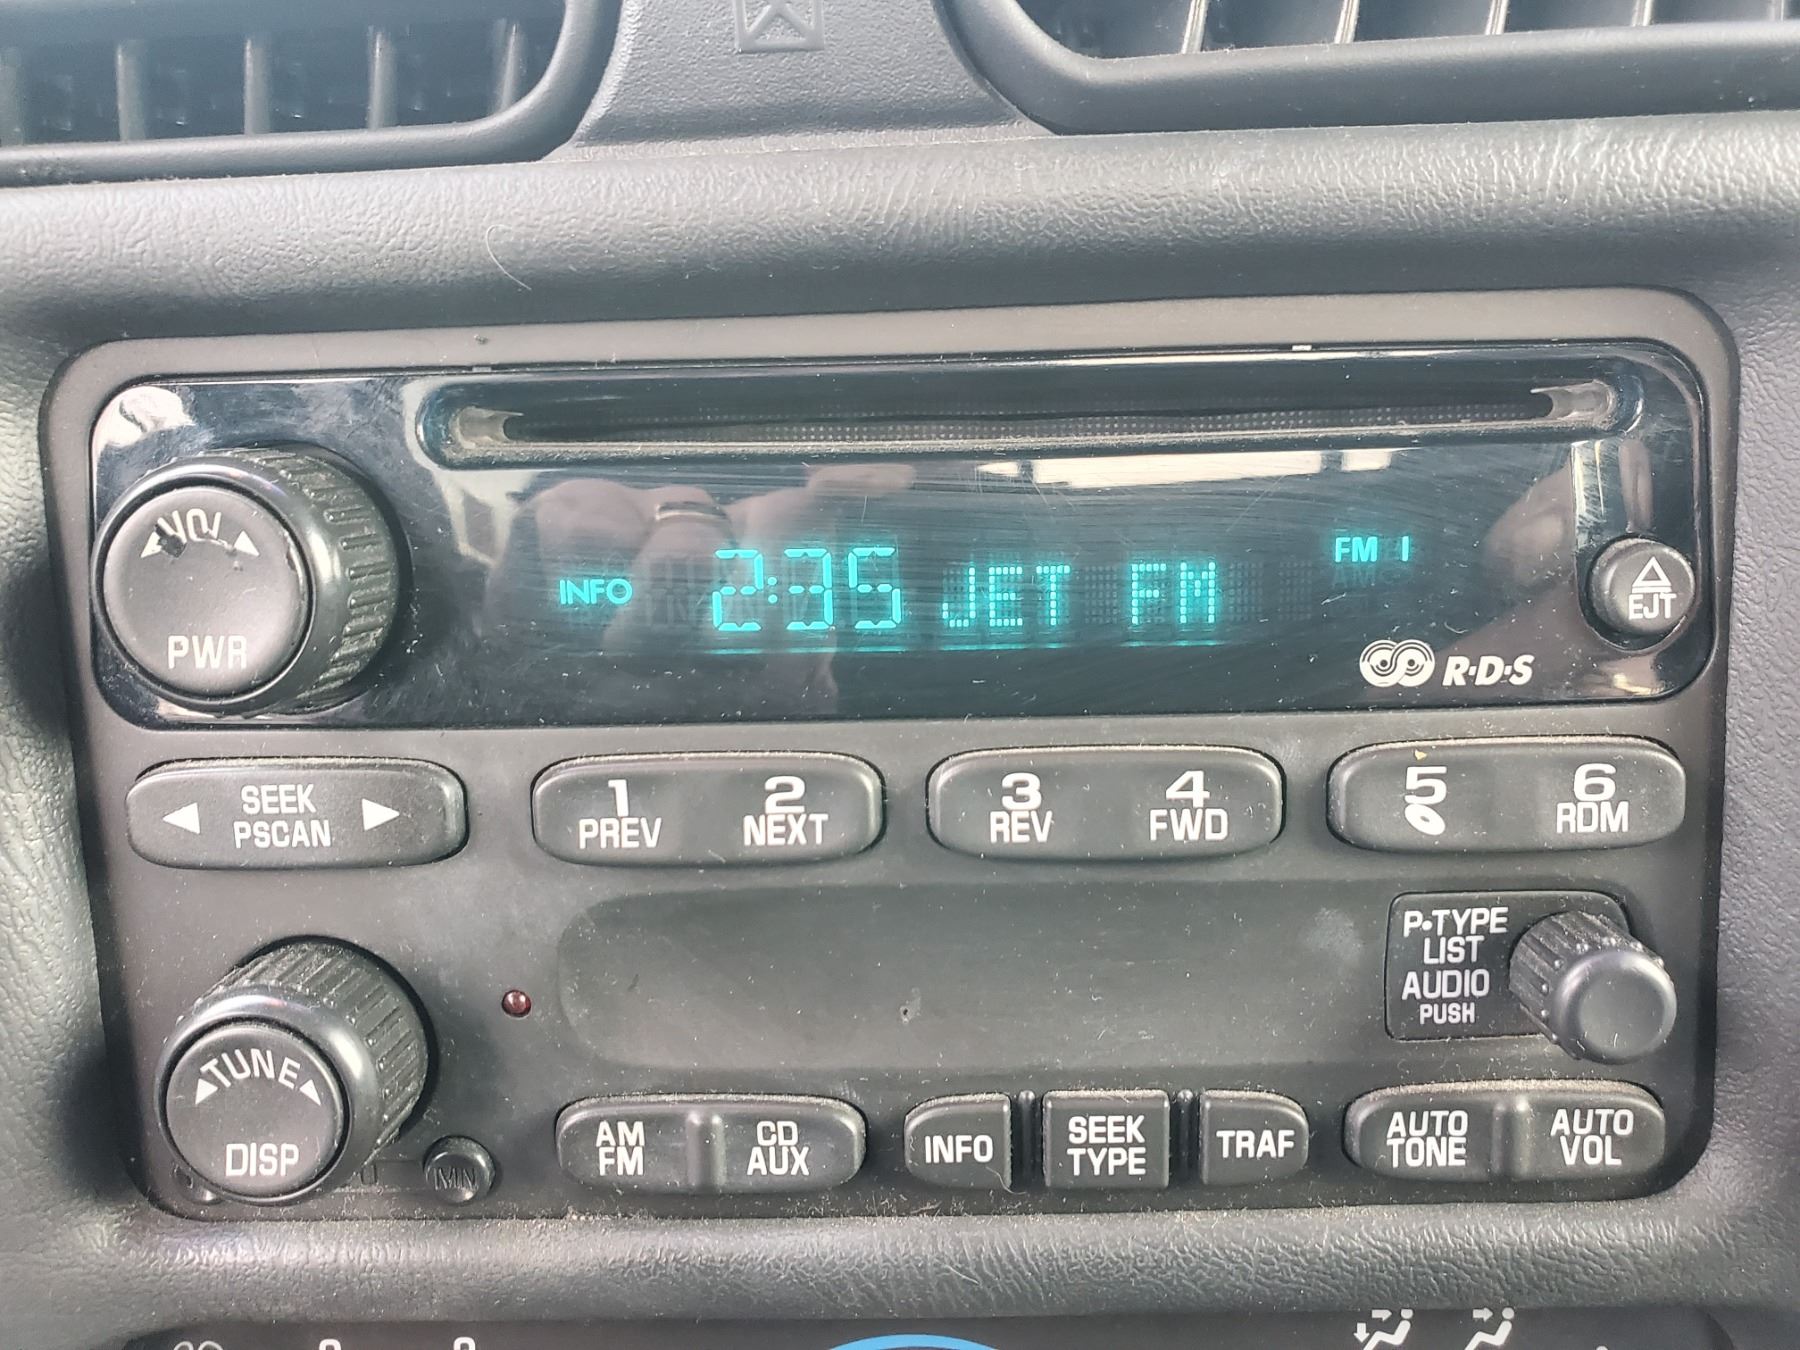 VOL
PWR
INFO 2:35 JET FM
FM 1
EJT
R·D·S
SEEK
PSCAN
1
PREV
2
NEXT
3
REV
4
FWD
5
6
RDM
P•TYPE
LIST
AUDIO
PUSH
TUNE
DISP
MN
AM
FM
CD
AUX
INFO
SEEK
TYPE
TRAF
AUTO
TONE
AUTO
VOL